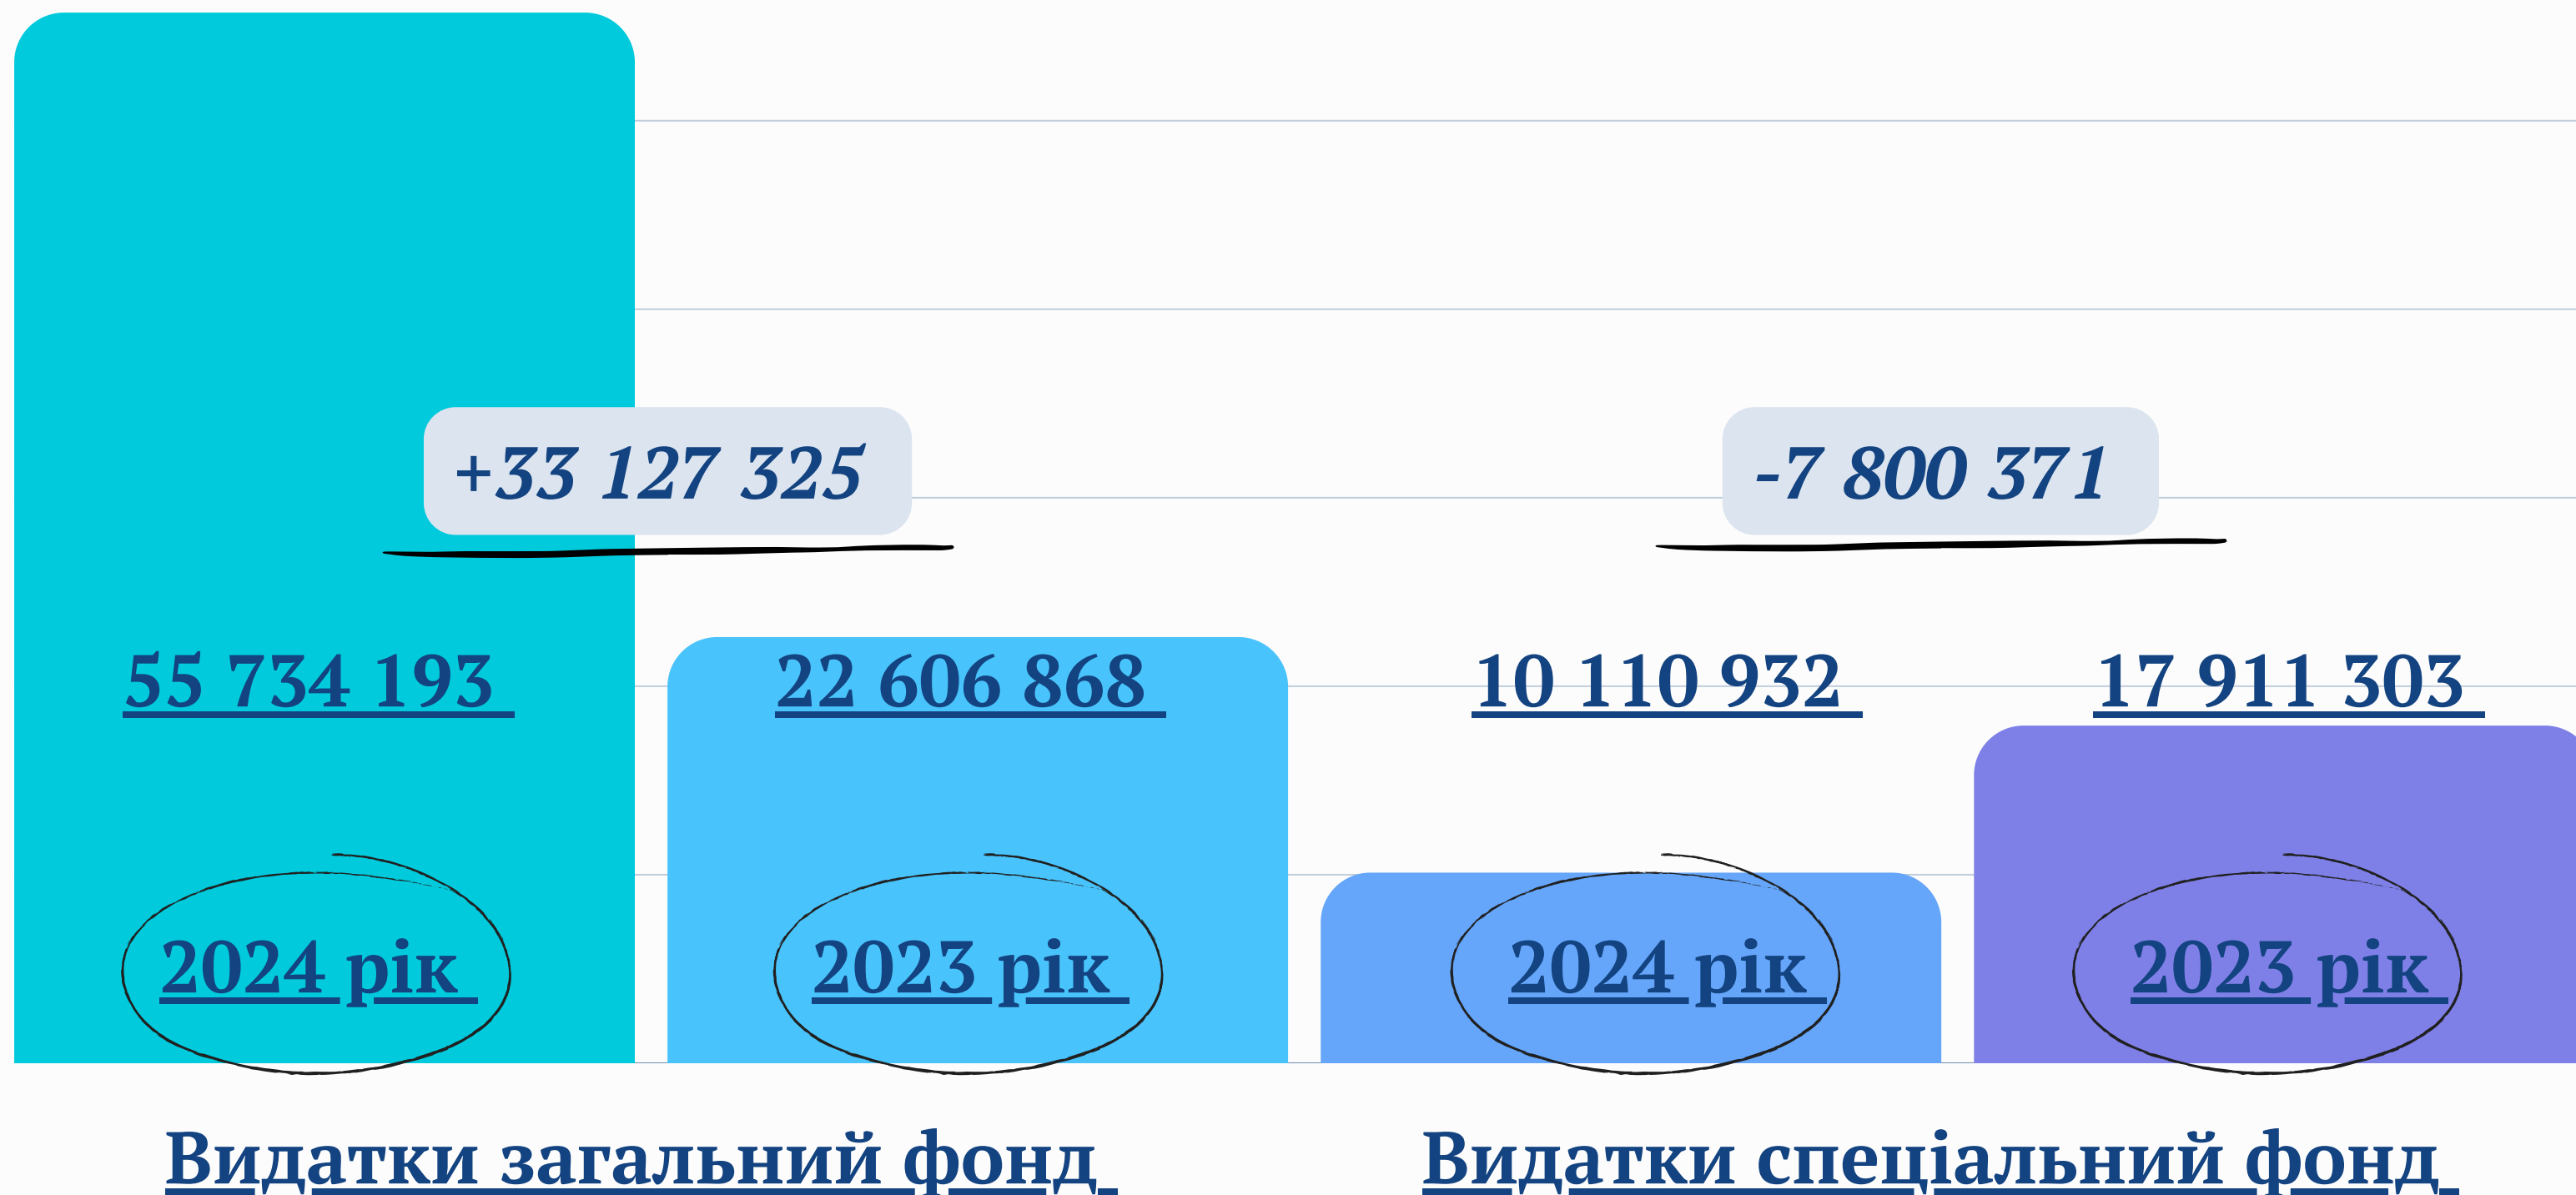 +33 127 325
-7 800 371
55 734 193
22 606 868
10 110 932
17 911 303
2024 рік
2023 рік
2024 рік
2023 рік
Видатки загальний фонд
Видатки спеціальний фонд